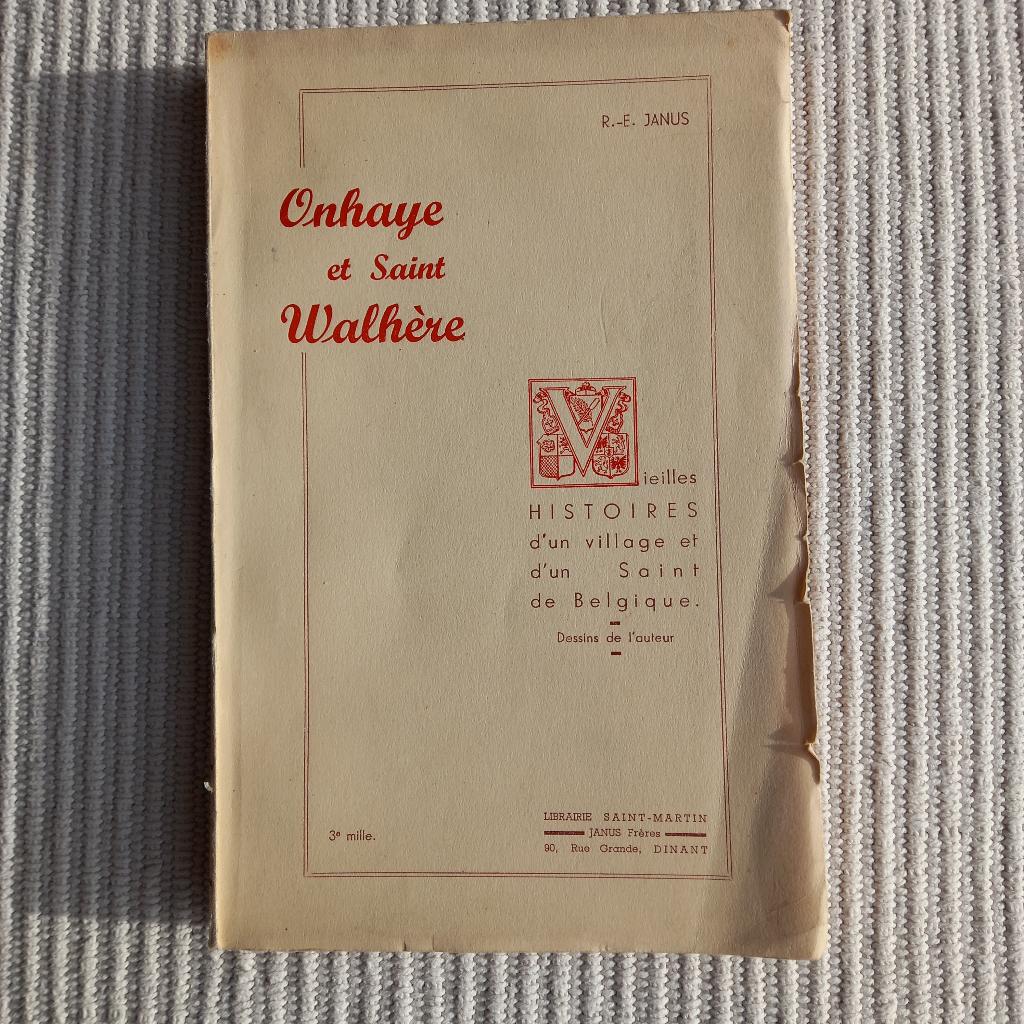 R.-E. JANUS
Onhaye
et Saint
Walhère
Vieilles
HISTOIRES
d'un village et
d'un Saint
de Belgique.
Dessins de l'auteur
3e mille.
LIBRAIRIE SAINT-MARTIN
JANUS Frères
90, Rue Grande, DINANT